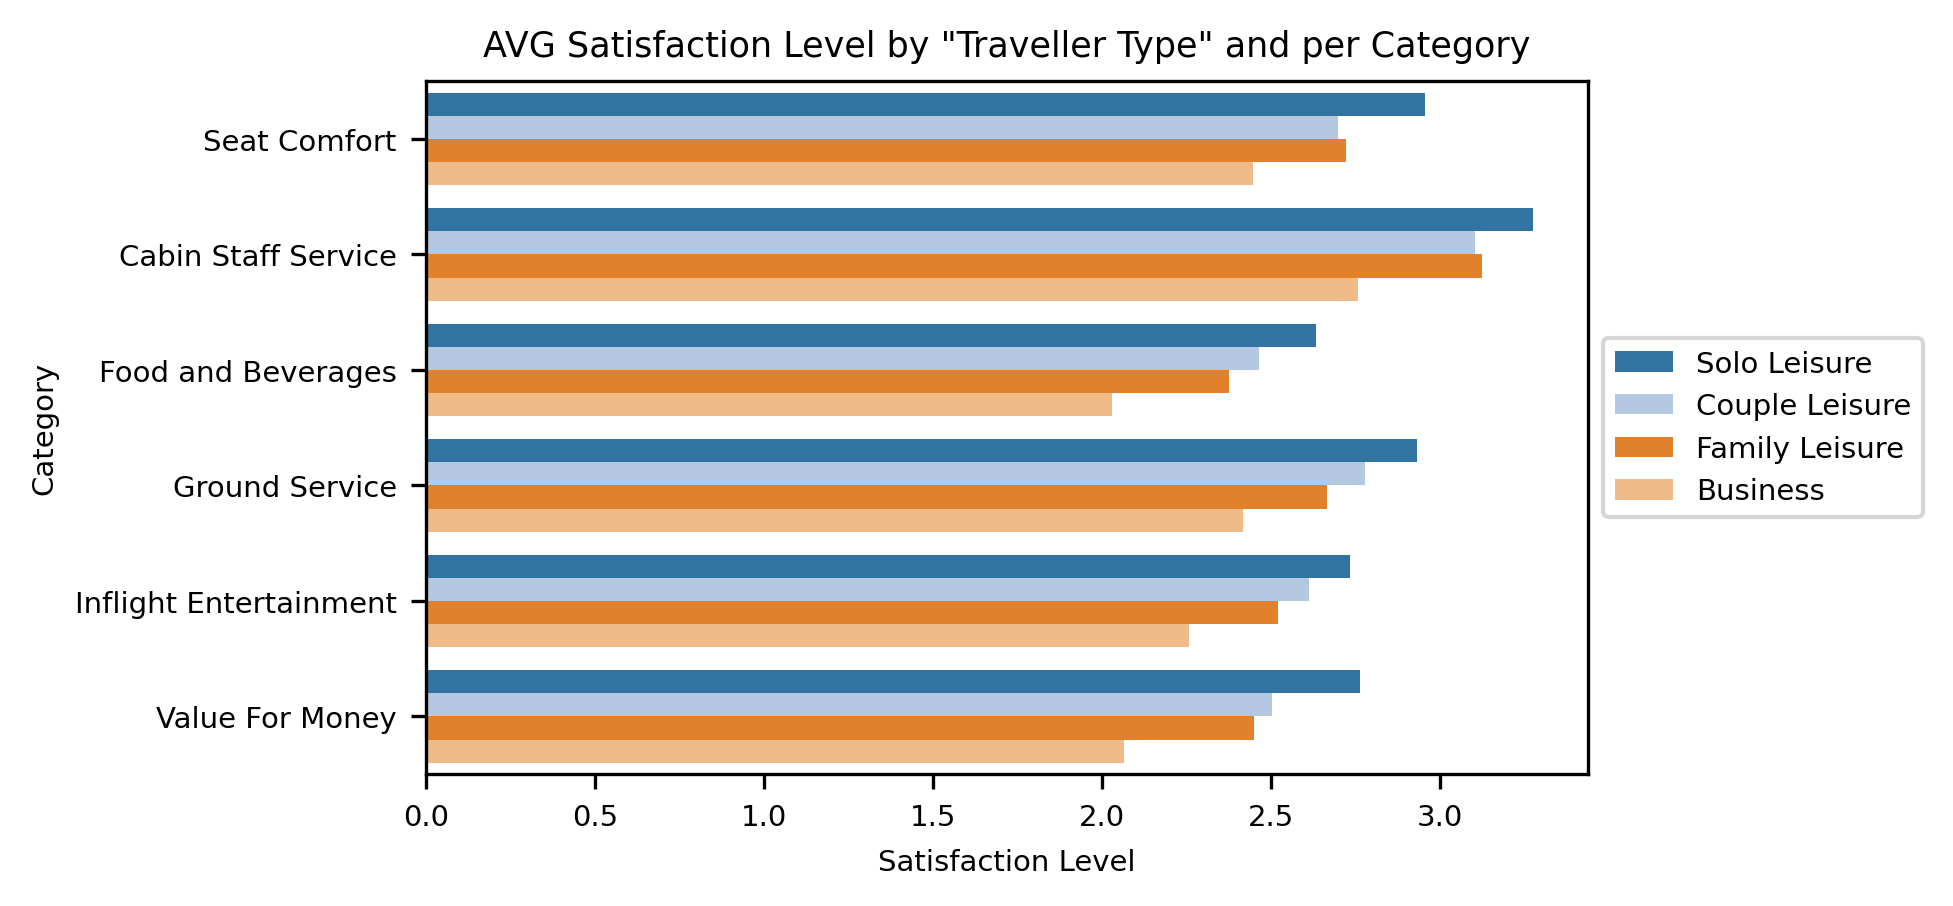 AVG Satisfaction Level by "Traveller Type" and per Category
Category
Seat Comfort
Cabin Staff Service
Food and Beverages
Ground Service
Inflight Entertainment
Value For Money
0.0 0.5 1.0 1.5 2.0 2.5 3.0
Satisfaction Level
Solo Leisure
Couple Leisure
Family Leisure
Business